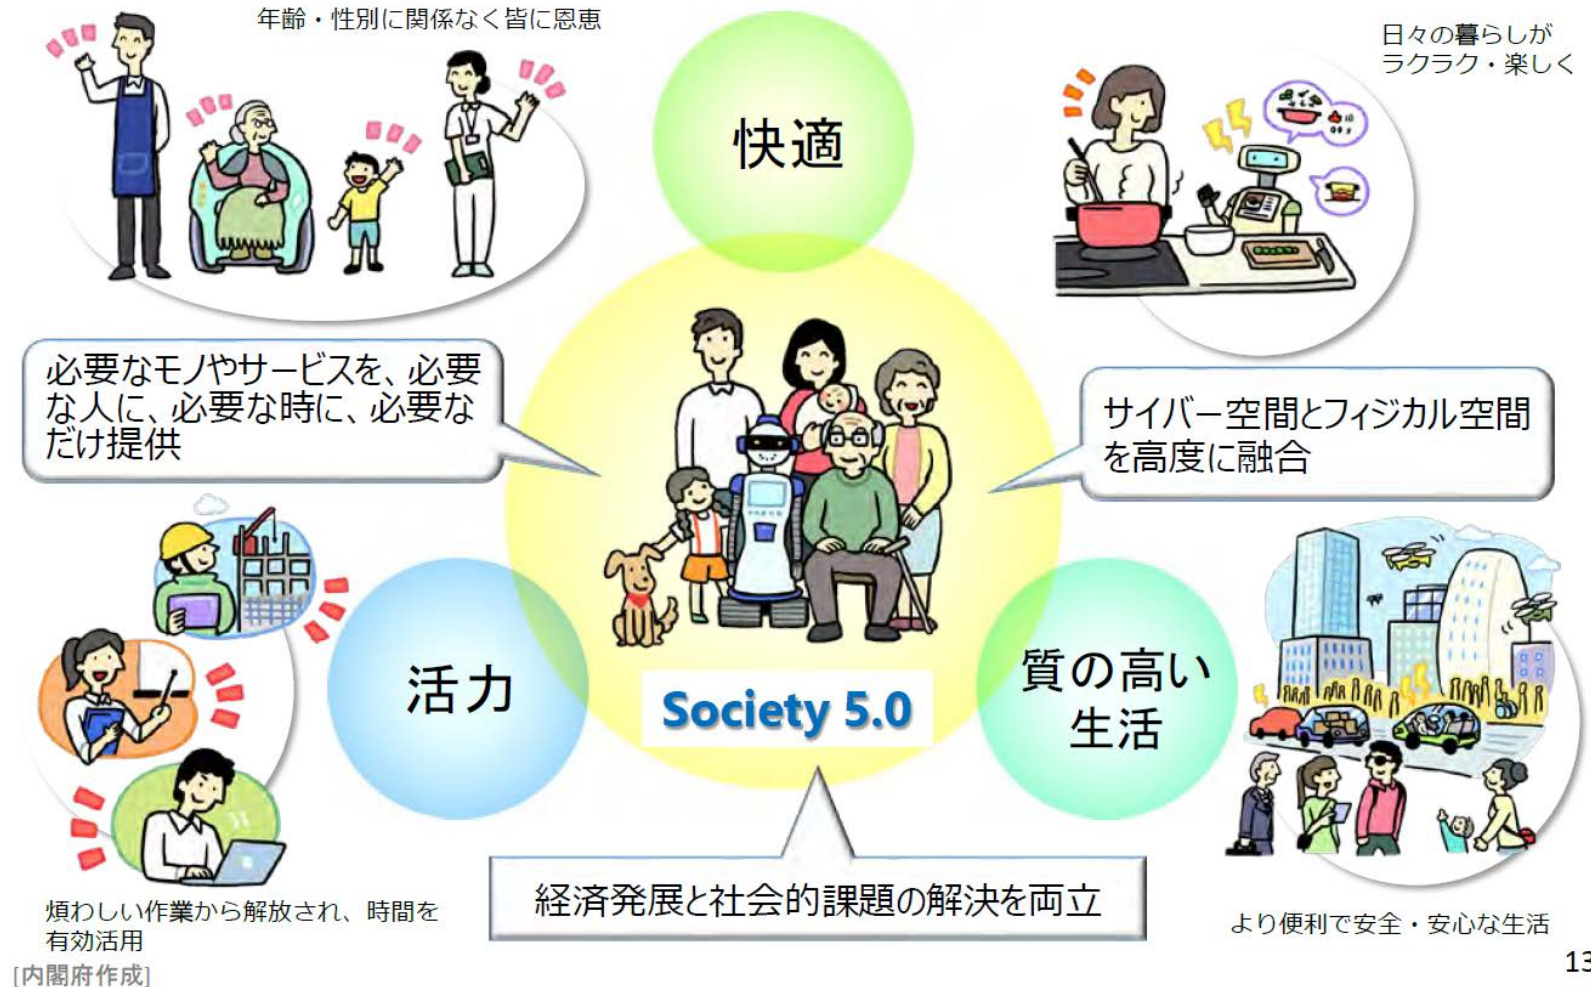 年齢・性別に関係なく皆に恩恵
日々の暮らしが
ラクラク・楽しく
快適
必要なモノやサービスを、必要
な人に、必要な時に、必要な
だけ提供
サイバー空間とフィジカル空間
を高度に融合
活力
Society 5.0
質の高い
生活
経済発展と社会的課題の解決を両立
煩わしい作業から解放され、時間を
有効活用
より便利で安全・安心な生活
[内閣府作成]
13